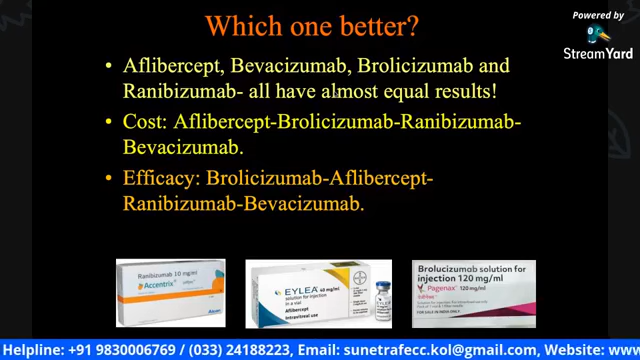 Which one better?
Powered by
StreamYard
• Aflibercept, Bevacizumab, Brolicizumab and
Ranibizumab- all have almost equal results!
• Cost: Aflibercept-Brolicizumab-Ranibizumab-
Bevacizumab.
• Efficacy: Brolicizumab-Aflibercept-
Ranibizumab-Bevacizumab.
Ranibizumab 10 mg/ml
Accentrix
EYLEA 40 mg/ml
solution for injection
in a vial
Aflibercept
Intravitreal use
Brolucizumab solution for
injection 120 mg/ml
Pagenax 120 mg/ml
FOR SALE IN INDIA ONLY
Helpline: +91 9830006769 / (033) 24188223, Email: sunetrafecc.kol@gmail.com, Website: www